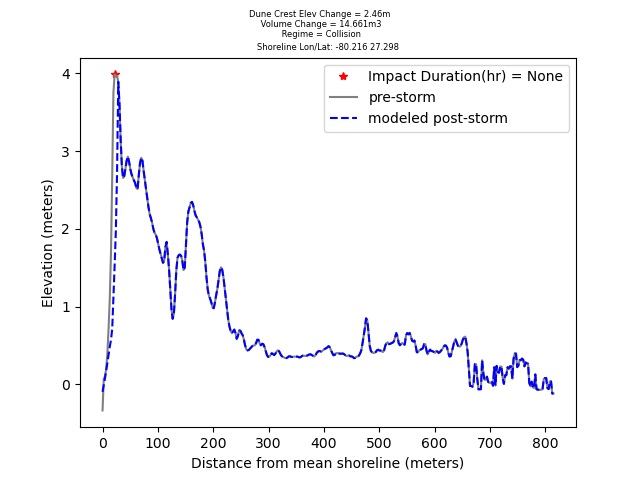 Dune Crest Elev Change = 2.46m
Volume Change = 14.661m3
Regime = Collision
Shoreline Lon/Lat: -80.216 27.298
Impact Duration(hr) = None
pre-storm
modeled post-storm
Elevation (meters)
4
3
2
1
0
0 100 200 300 400 500 600 700 800
Distance from mean shoreline (meters)